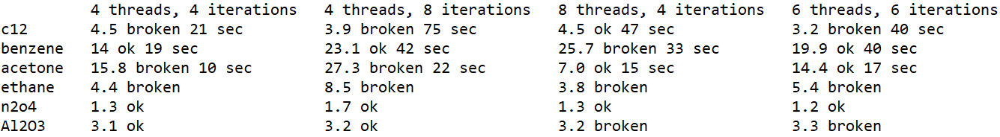 4 threads, 4 iterations 4 threads, 8 iterations 8 threads, 4 iterations 6 threads, 6 iterations
c12 4.5 broken 21 sec 3.9 broken 75 sec 4.5 ok 47 sec 3.2 broken 40 sec
benzene 14 ok 19 sec 23.1 ok 42 sec 25.7 broken 33 sec 19.9 ok 40 sec
acetone 15.8 broken 10 sec 27.3 broken 22 sec 7.0 ok 15 sec 14.4 ok 17 sec
ethane 4.4 broken 8.5 broken 3.8 broken 5.4 broken
n2o4 1.3 ok 1.7 ok 1.3 ok 1.2 ok
Al2O3 3.1 ok 3.2 ok 3.2 broken 3.3 broken